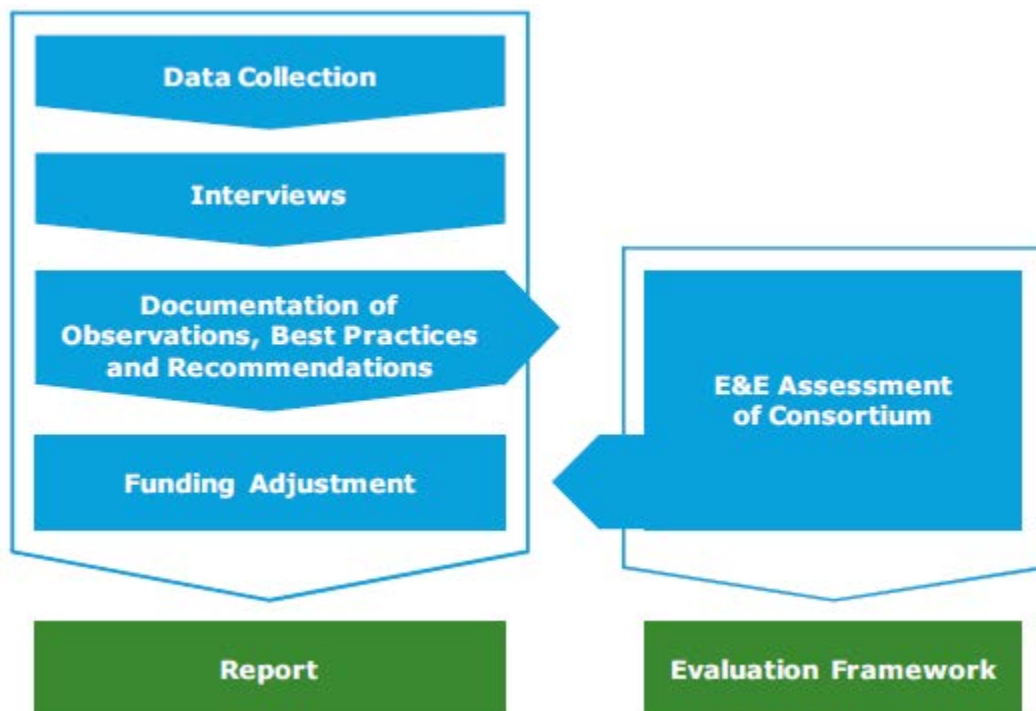 Data Collection
Interviews
Documentation of
Observations, Best Practices
and Recommendations
Funding Adjustment
Report
E&E Assessment
of Consortium
Evaluation Framework